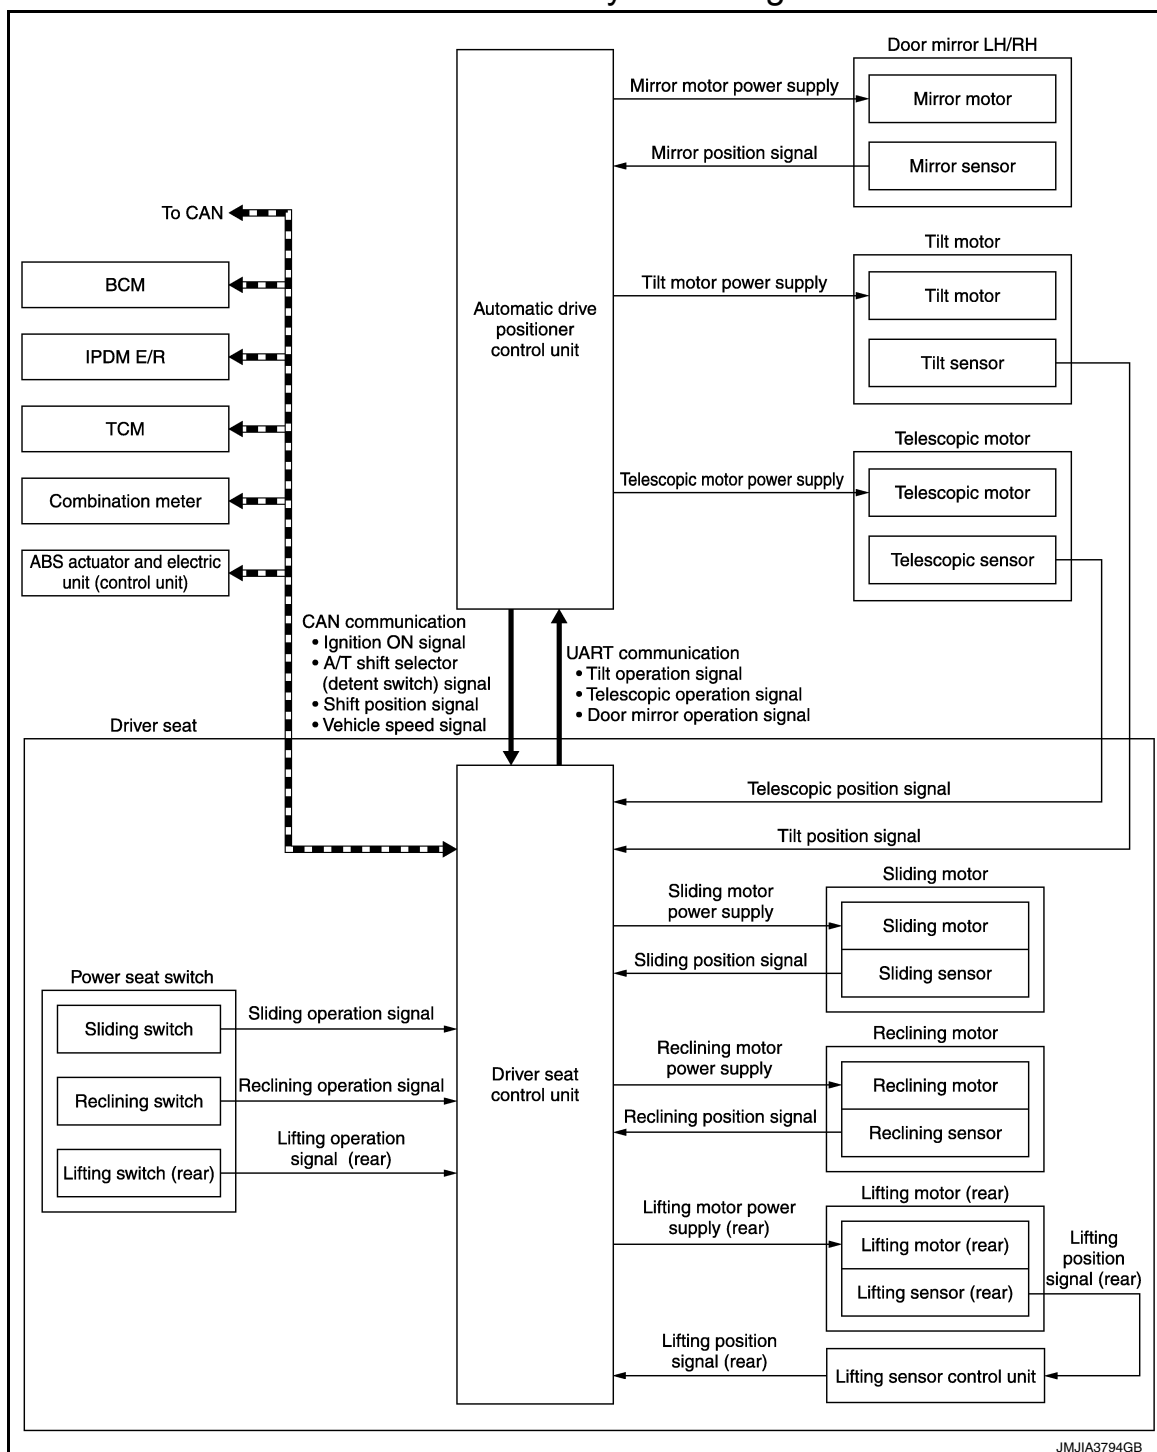 Door mirror LH/RH
Mirror motor power supply
Mirror motor
Mirror position signal
Mirror sensor
To CAN
Tilt motor
BCM
Tilt motor power supply
Tilt motor
Automatic drive
positioner
control unit
IPDM E/R
Tilt sensor
TCM
Telescopic motor
Telescopic motor power supply
Telescopic motor
Combination meter
ABS actuator and electric
unit (control unit)
Telescopic sensor
CAN communication
• Ignition ON signal
• A/T shift selector
(detent switch) signal
• Shift position signal
• Vehicle speed signal
UART communication
• Tilt operation signal
• Telescopic operation signal
• Door mirror operation signal
Driver seat
Telescopic position signal
Tilt position signal
Sliding motor
Sliding motor
power supply
Sliding motor
Sliding position signal
Sliding sensor
Power seat switch
Sliding switch
Sliding operation signal
Reclining motor
Reclining motor
power supply
Reclining motor
Driver seat
control unit
Reclining switch
Reclining operation signal
Reclining position signal
Reclining sensor
Lifting operation
signal (rear)
Lifting switch (rear)
Lifting motor (rear)
Lifting motor power
supply (rear)
Lifting motor (rear)
Lifting
position
signal (rear)
Lifting sensor (rear)
Lifting position
signal (rear)
Lifting sensor control unit
JMJIA3794GB